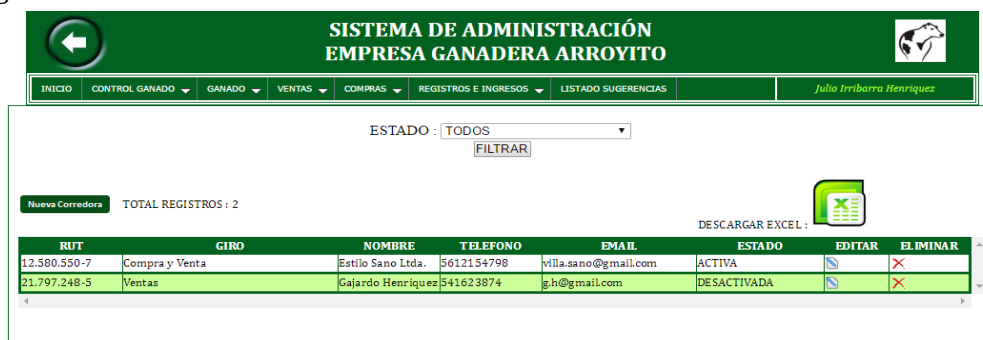 SISTEMA DE ADMINISTRACIÓN
EMPRESA GANADERA ARROYITO
INICIO CONTROL GANADO GANADO VENTAS COMPRAS REGISTROS E INGRESOS LISTADO SUGERENCIAS Julio Irribarra Henriquez
ESTADO : TODOS
FILTRAR
Nueva Corredora TOTAL REGISTROS : 2
DESCARGAR EXCEL :
RUT GIRO NOMBRE TELEFONO EMAIL ESTADO EDITAR ELIMINAR
12.580.550-7 Compra y Venta Estilo Sano Ltda. 5612154798 villa.sano@gmail.com ACTIVA
21.797.248-5 Ventas Gajardo Henriquez 541623874 g.h@gmail.com DESACTIVADA